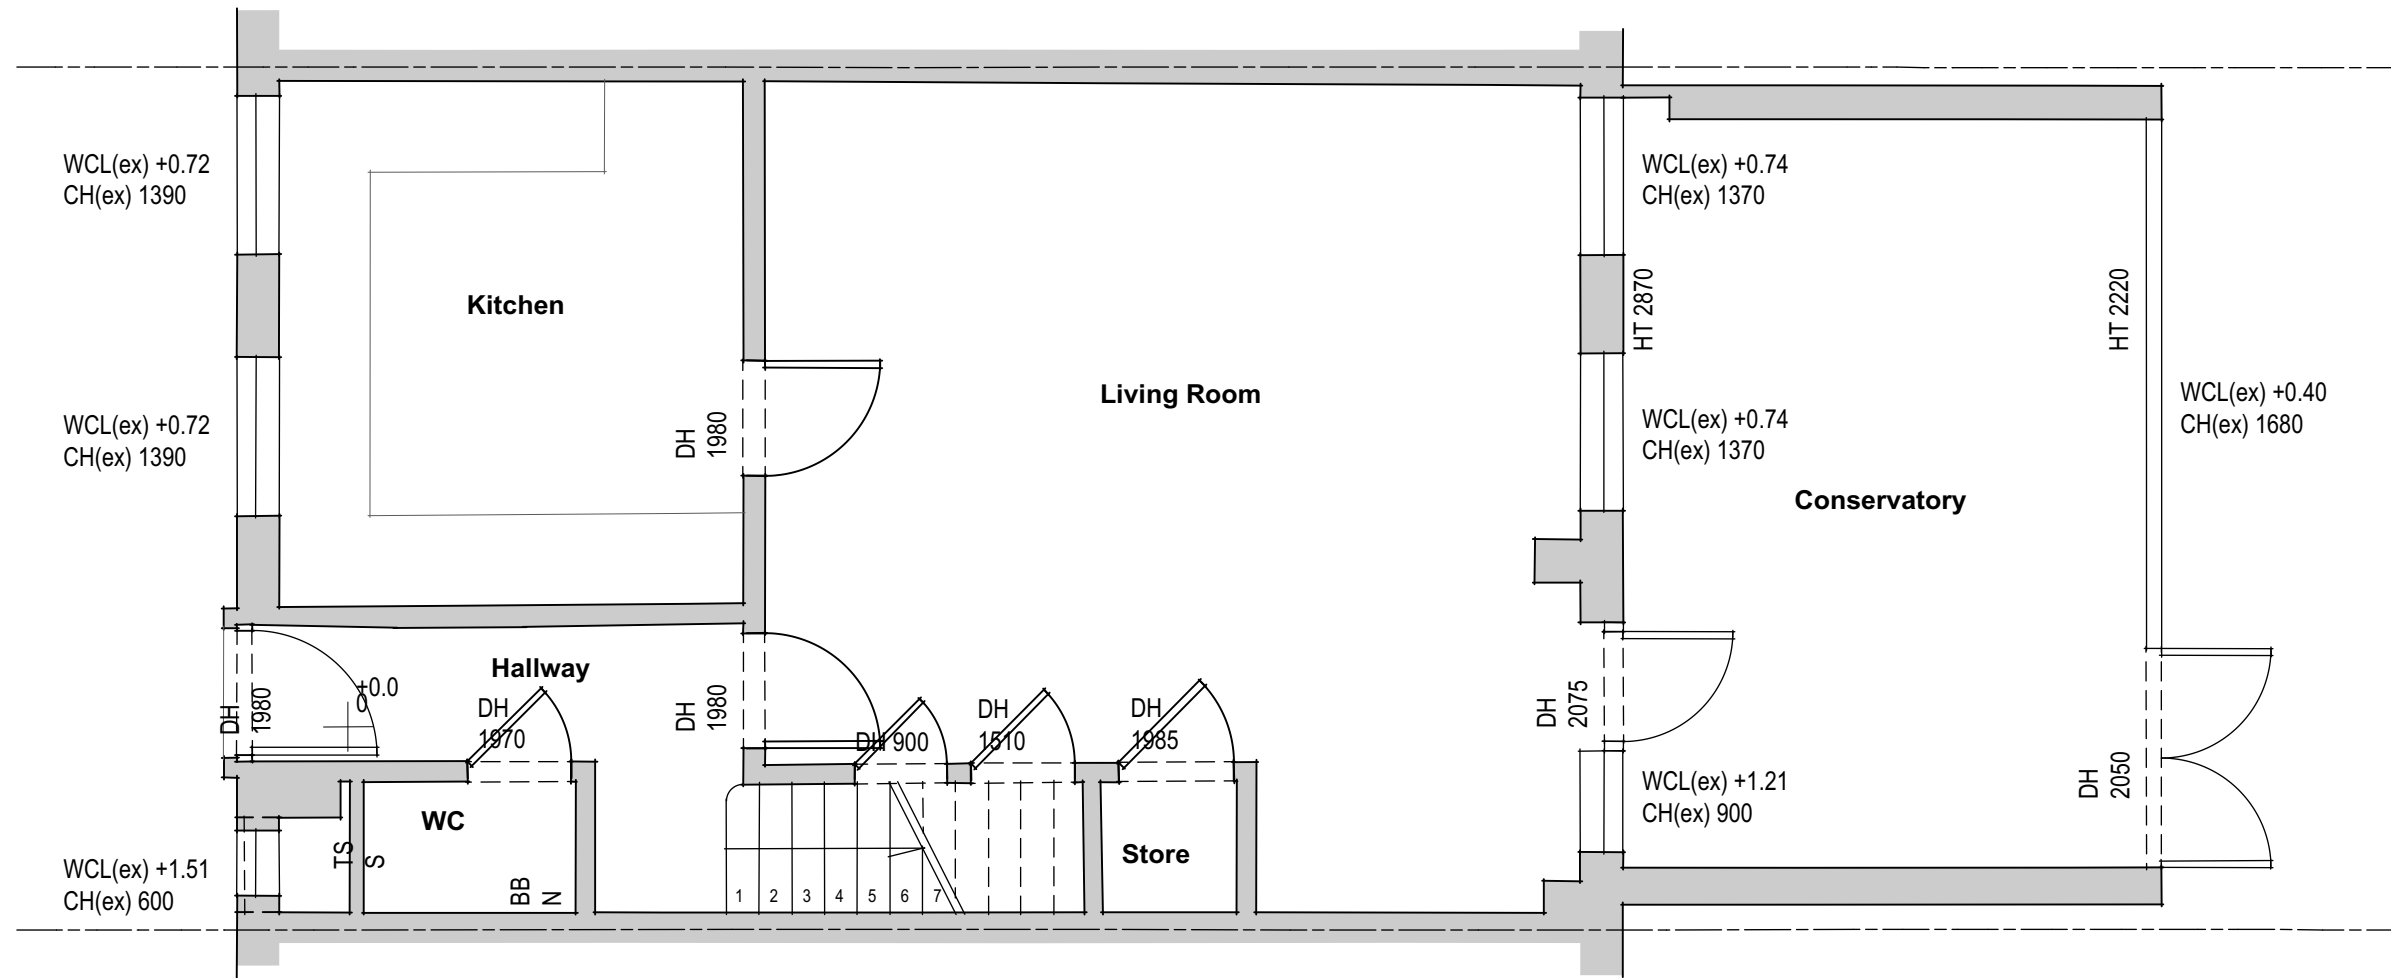 WCL(ex) +0.72
CH(ex) 1390
WCL(ex) +0.74
CH(ex) 1370
Kitchen
HT 2870
HT 2220
Living Room
WCL(ex) +0.40
CH(ex) 1680
WCL(ex) +0.72
CH(ex) 1390
DH
1980
WCL(ex) +0.74
CH(ex) 1370
Conservatory
Hallway
DH
1980
+0.0
0
DH
1970
DH
1980
DH 900
DH
1510
DH
1985
DH
2075
DH
2050
WCL(ex) +1.21
CH(ex) 900
WC
Store
WCL(ex) +1.51
CH(ex) 600
TS
S
BB
N
1
2
3
4
5
6
7